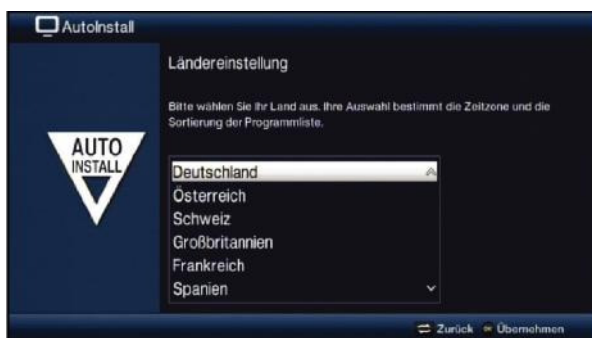 AutoInstall
Ländereinstellung
Bitte wählen Sie Ihr Land aus. Ihre Auswahl bestimmt die Zeitzone und die
Sortierung der Programmliste.
AUTO
INSTALL
Deutschland
Österreich
Schweiz
Großbritannien
Frankreich
Spanien
Zurück OK Übernehmen